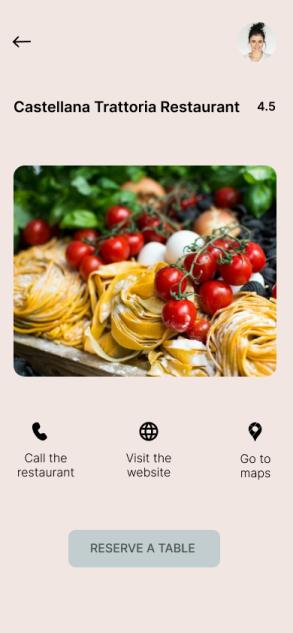 Castellana Trattoria Restaurant 4.5
Call the
restaurant
Visit the
website
Go to
maps
RESERVE A TABLE